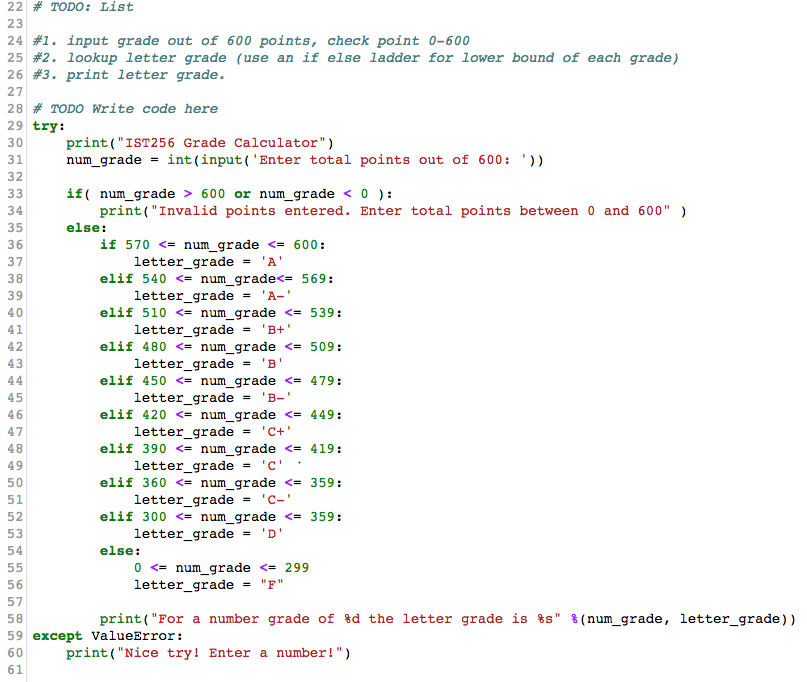 22 # TODO: List
23
24 #1. input grade out of 600 points, check point 0-600
25 #2. lookup letter grade (use an if else ladder for lower bound of each grade)
26 #3. print letter grade.
27
28 # TODO Write code here
29 try:
30     print("IST256 Grade Calculator")
31     num_grade = int(input('Enter total points out of 600: '))
32
33     if( num_grade > 600 or num_grade < 0 ):
34         print("Invalid points entered. Enter total points between 0 and 600" )
35     else:
36         if 570 <= num_grade <= 600:
37             letter_grade = 'A'
38         elif 540 <= num_grade<= 569:
39             letter_grade = 'A-'
40         elif 510 <= num_grade <= 539:
41             letter_grade = 'B+'
42         elif 480 <= num_grade <= 509:
43             letter_grade = 'B'
44         elif 450 <= num_grade <= 479:
45             letter_grade = 'B-'
46         elif 420 <= num_grade <= 449:
47             letter_grade = 'C+'
48         elif 390 <= num_grade <= 419:
49             letter_grade = 'C'
50         elif 360 <= num_grade <= 359:
51             letter_grade = 'C-'
52         elif 300 <= num_grade <= 359:
53             letter_grade = 'D'
54         else:
55             0 <= num_grade <= 299
56             letter_grade = "F"
57
58         print("For a number grade of %d the letter grade is %s" %(num_grade, letter_grade))
59 except ValueError:
60     print("Nice try! Enter a number!")
61